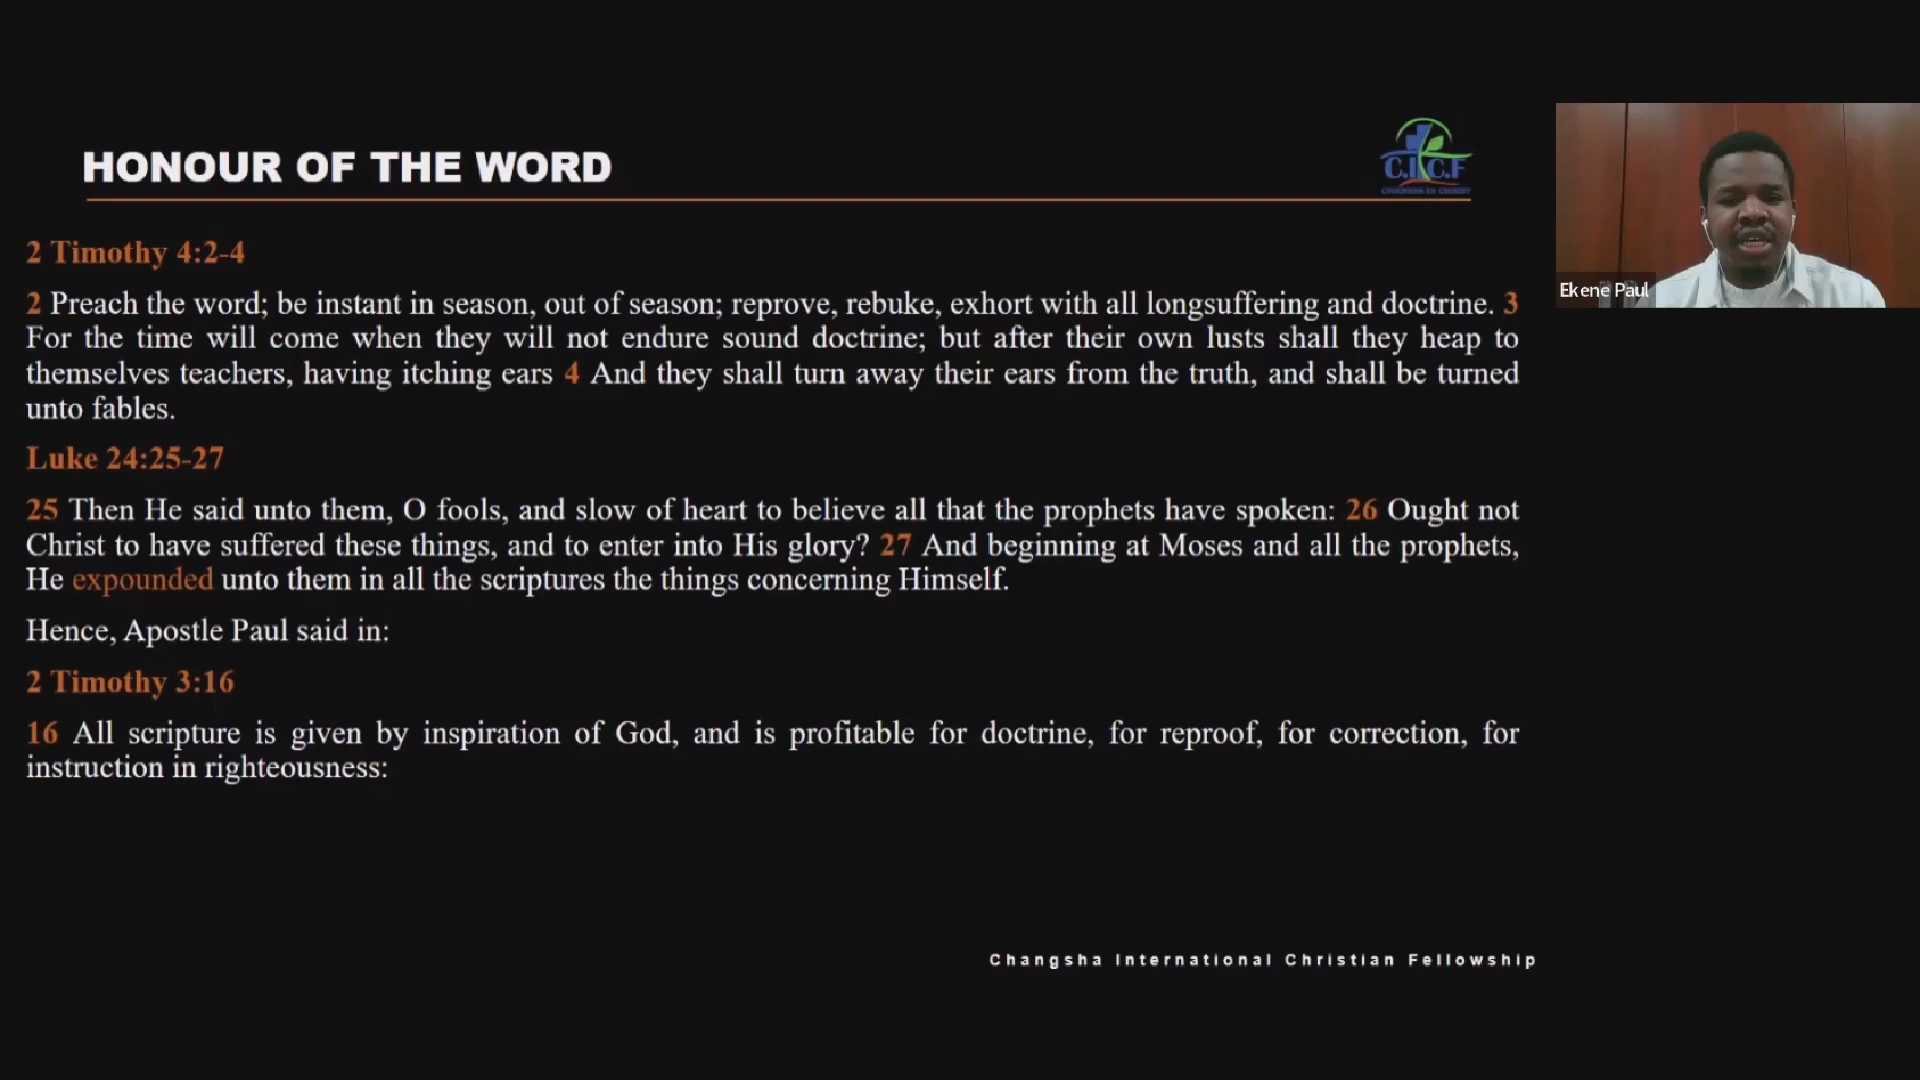 HONOUR OF THE WORD
C.I.C.F
2 Timothy 4:2-4
2 Preach the word; be instant in season, out of season; reprove, rebuke, exhort with all longsuffering and doctrine. 3
For the time will come when they will not endure sound doctrine; but after their own lusts shall they heap to
themselves teachers, having itching ears 4 And they shall turn away their ears from the truth, and shall be turned
unto fables.
Luke 24:25-27
25 Then He said unto them, O fools, and slow of heart to believe all that the prophets have spoken: 26 Ought not
Christ to have suffered these things, and to enter into His glory? 27 And beginning at Moses and all the prophets,
He expounded unto them in all the scriptures the things concerning Himself.
Hence, Apostle Paul said in:
2 Timothy 3:16
16 All scripture is given by inspiration of God, and is profitable for doctrine, for reproof, for correction, for
instruction in righteousness:
Changsha International Christian Fellowship
Ekene Paul